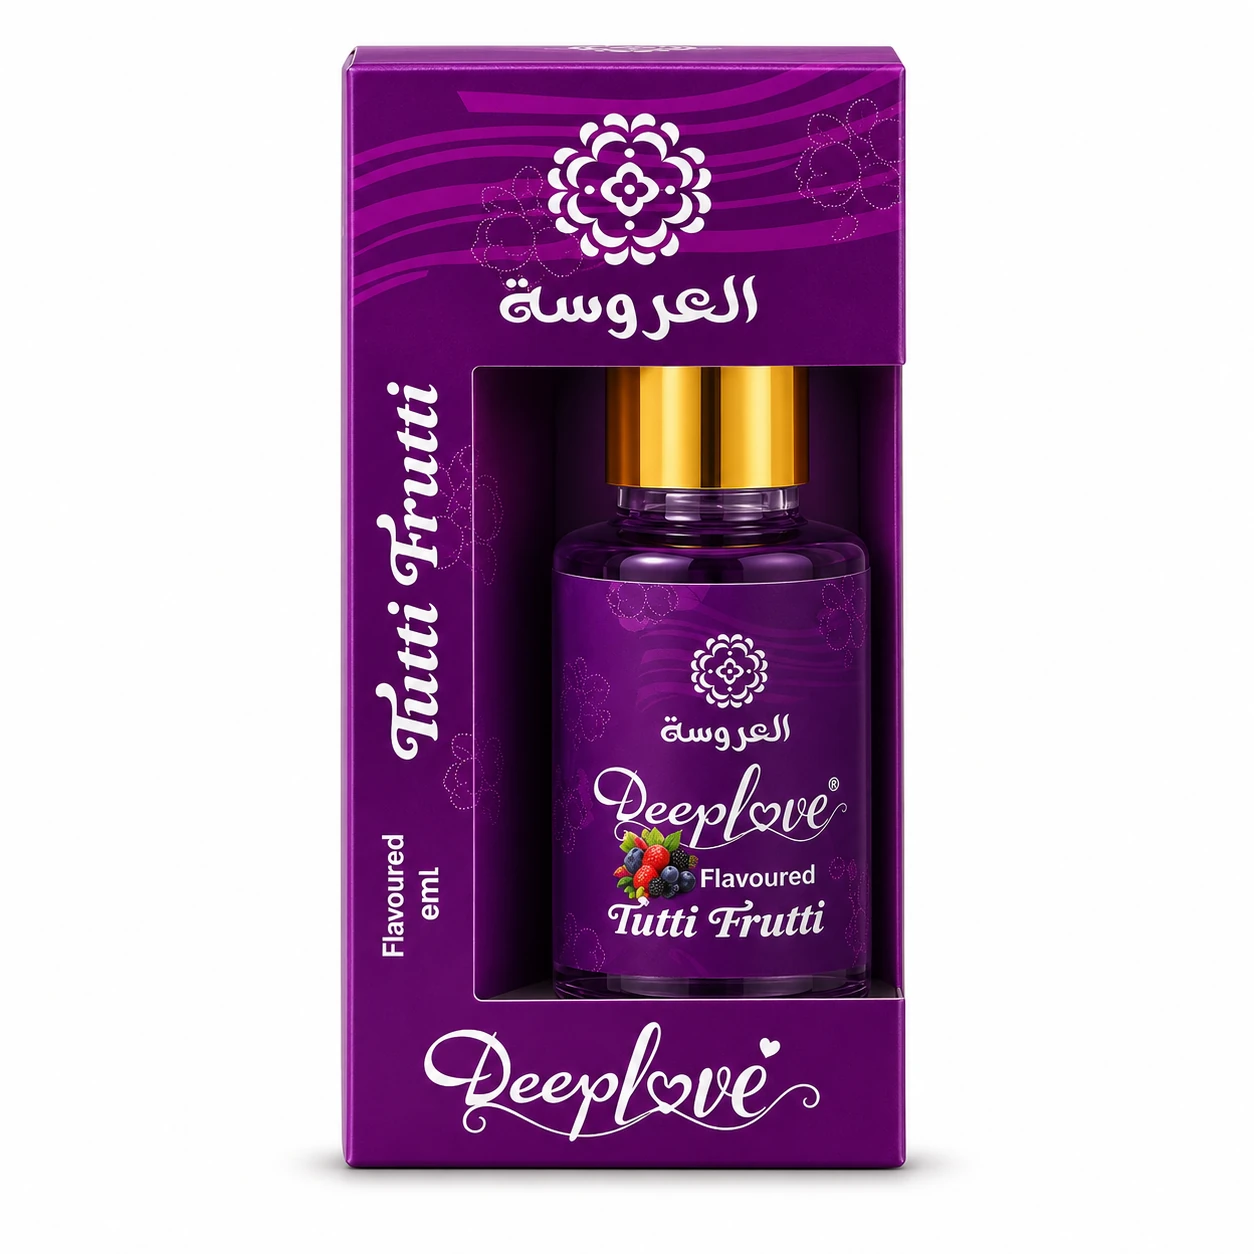 العروسة
Tutti Frutti
Flavoured
emL
العروسة
Deeplove®
Flavoured
Tutti Frutti
Deeplove